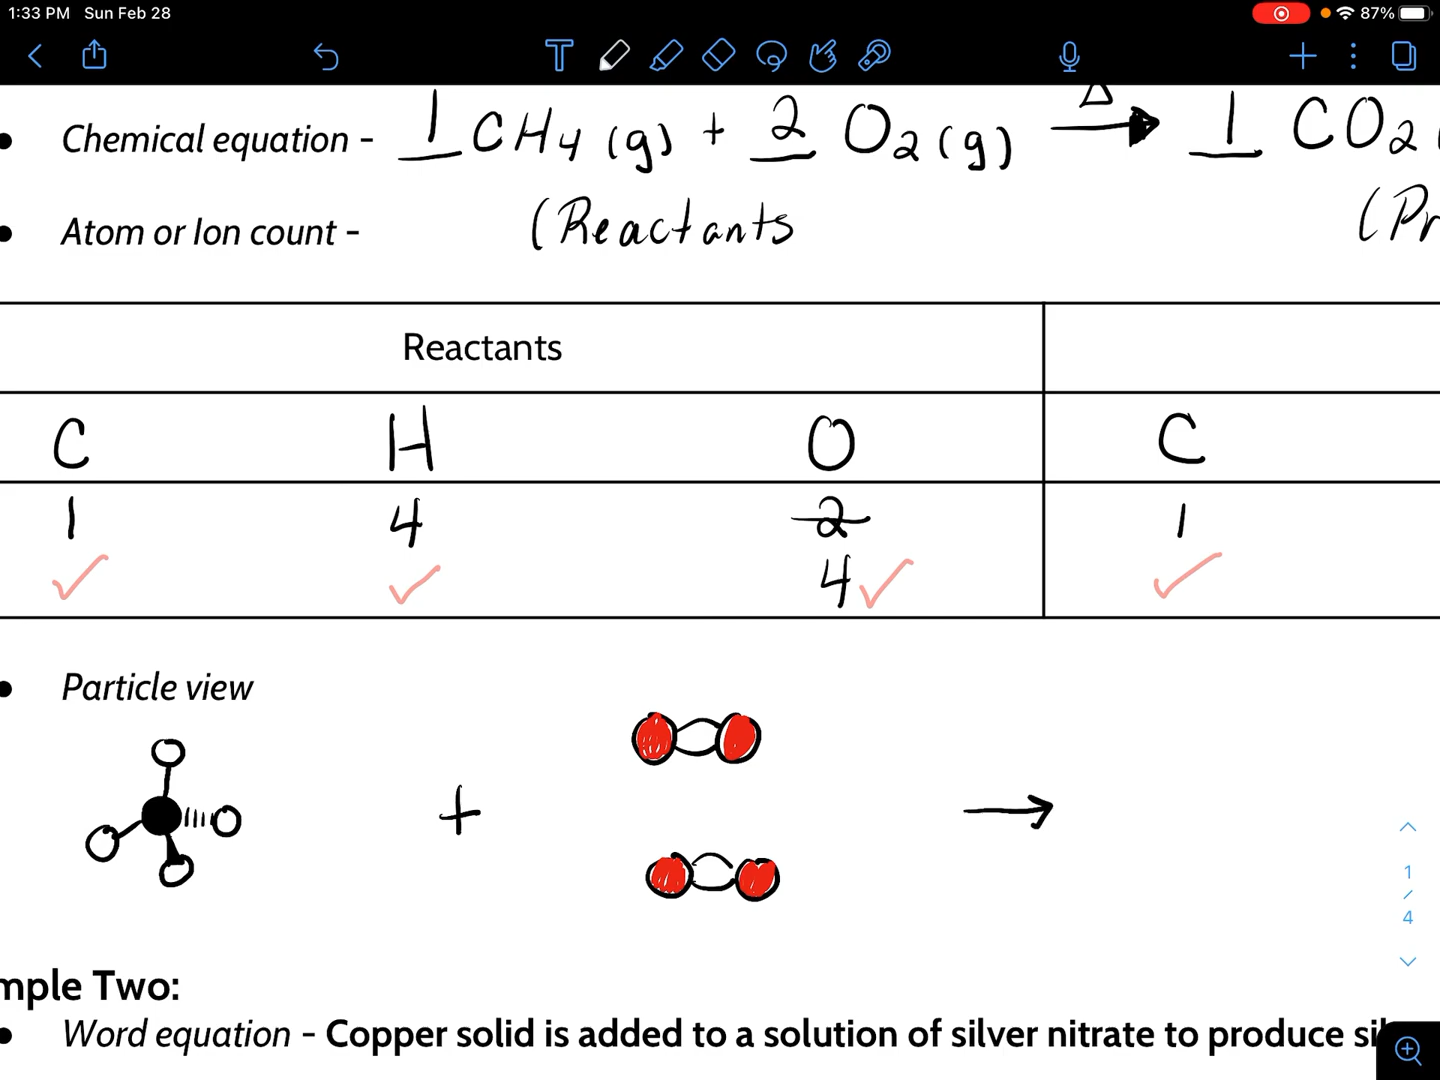 1:33 PM Sun Feb 28 87%
Δ
• Chemical equation - 1 CH4 (g) + 2 O2 (g) → 1 CO2 (
• Atom or Ion count - (Reactants (Pr
Reactants
C H O C
1 4 2 1
✓ ✓ 4 ✓ ✓
• Particle view
+ →
1
/
4
mple Two:
• Word equation - Copper solid is added to a solution of silver nitrate to produce sil